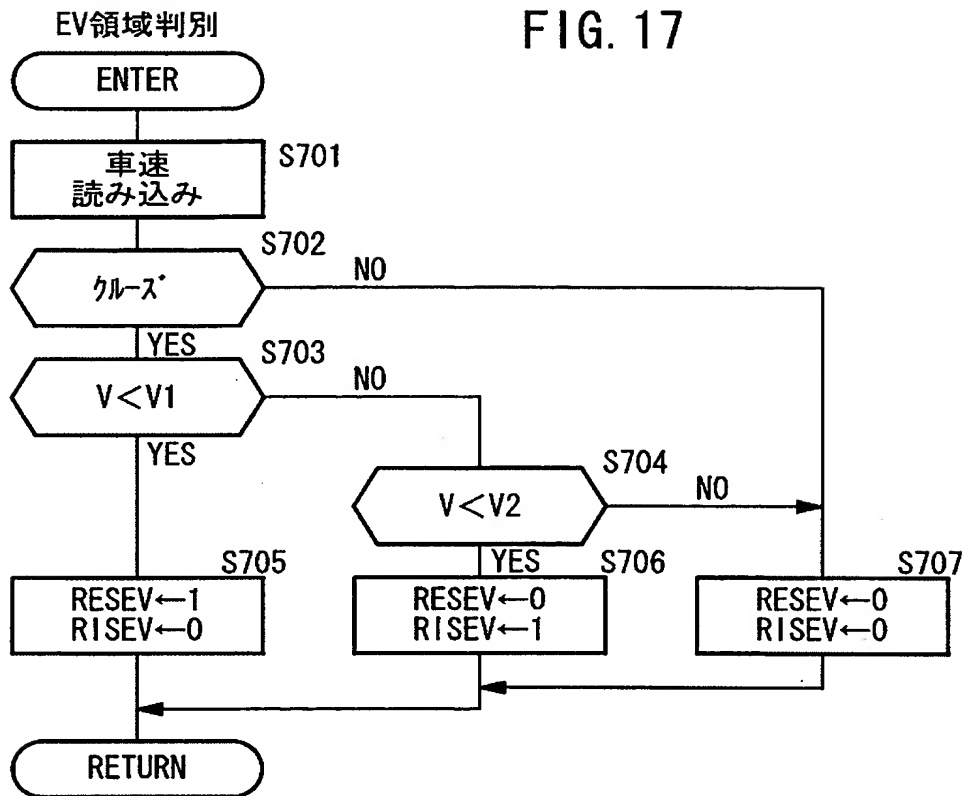 EV領域判別
FIG. 17
ENTER
車速
読み込み
S701
S702
クルーズ
NO
YES
S703
V<V1
NO
YES
S704
V<V2
NO
YES
S705
RESEV←1
RISEV←0
S706
RESEV←0
RISEV←1
S707
RESEV←0
RISEV←0
RETURN